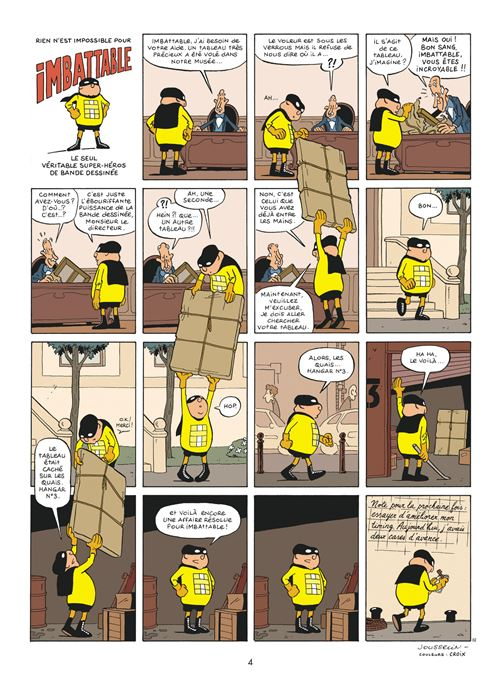 RIEN N'EST IMPOSSIBLE POUR
IMBATTABLE
LE SEUL
VÉRITABLE SUPER-HÉROS
DE BANDE DESSINÉE
IMBATTABLE, J'AI BESOIN DE
VOTRE AIDE. UN TABLEAU TRÈS
PRÉCIEUX A ÉTÉ VOLÉ DANS
NOTRE MUSÉE...
LE VOLEUR EST SOUS LES
VERROUS MAIS IL REFUSE DE
NOUS DIRE OÙ IL A...
?!
AH...
IL S'AGIT
DE CE
TABLEAU,
J'IMAGINE?
MAIS OUI!
BON SANG,
IMBATTABLE,
VOUS ÊTES
INCROYABLE!!
COMMENT
AVEZ-VOUS?
D'OÙ..?
C'EST..?
C'EST JUSTE
L'ÉBOURIFFANTE
PUISSANCE DE LA
BANDE DESSINÉE,
MONSIEUR LE
DIRECTEUR.
AH, UNE
SECONDE...
?!
HEIN?! QUE...
UN AUTRE
TABLEAU?!!
NON, C'EST
CELUI QUE
VOUS AVEZ
DÉJÀ ENTRE
LES MAINS.
MAINTENANT,
VEUILLEZ
M'EXCUSER,
JE DOIS ALLER
CHERCHER
VOTRE TABLEAU.
BON...
LE
TABLEAU
ÉTAIT
CACHÉ SUR
LES QUAIS.
HANGAR
N°3.
OK!
MERCI!
HOP.
ALORS, LES
QUAIS...
HANGAR N°3.
HA HA,
LE VOILÀ...
3
ET VOILÀ ENCORE
UNE AFFAIRE RÉSOLUE
POUR IMBATTABLE!
Note pour la prochaine fois:
essayer d'améliorer mon
timing. Aujourd'hui, j'avais
deux cases d'avance.
JOUSSELIN-
COULEURS: CROIX
4